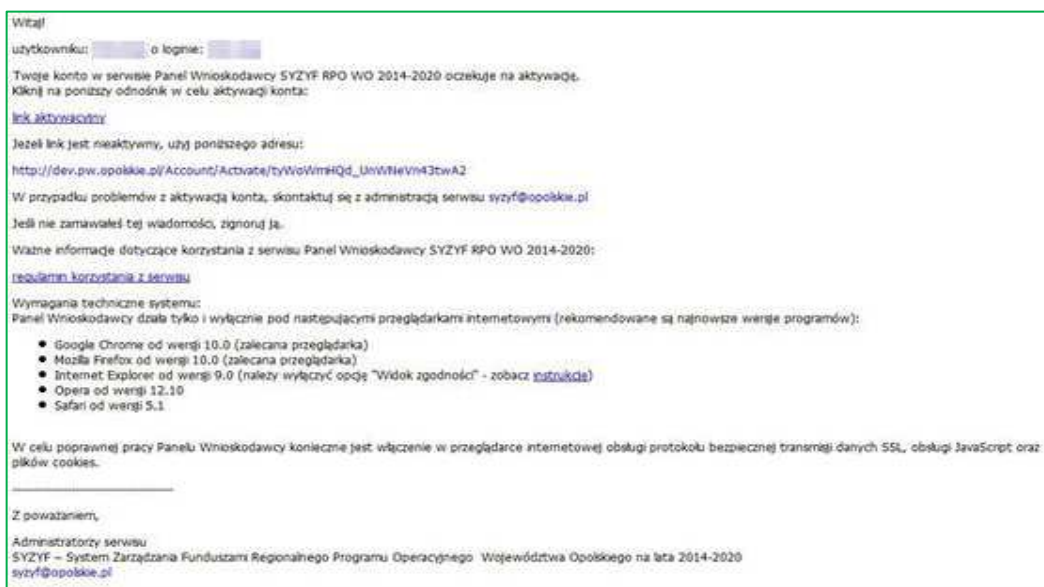 Witaj!
użytkowniku: o loginie:
Twoje konto w serwisie Panel Wnioskodawcy SYZYF RPO WO 2014-2020 oczekuje na aktywację.
Kliknij na poniższy odnośnik w celu aktywacji konta:
link aktywacyjny
Jeżeli link jest nieaktywny, użyj poniższego adresu:
http://dev.pw.opolskie.pl/Account/Activate/tyWoWmHQd_UnWNeVn43twA2
W przypadku problemów z aktywacją konta, skontaktuj się z administracją serwisu syzyf@opolskie.pl
Jeśli nie zamawiałeś tej wiadomości, zignoruj ją.
Ważne informacje dotyczące korzystania z serwisu Panel Wnioskodawcy SYZYF RPO WO 2014-2020:
regulamin korzystania z serwisu
Wymagania techniczne systemu:
Panel Wnioskodawcy działa tylko i wyłącznie pod następującymi przeglądarkami internetowymi (rekomendowane są najnowsze wersje programów):
● Google Chrome od wersji 10.0 (zalecana przeglądarka)
● Mozilla Firefox od wersji 10.0 (zalecana przeglądarka)
● Internet Explorer od wersji 9.0 (należy wyłączyć opcję "Widok zgodności" - zobacz instrukcję)
● Opera od wersji 12.10
● Safari od wersji 5.1
W celu poprawnej pracy Panelu Wnioskodawcy konieczne jest włączenie w przeglądarce internetowej obsługi protokołu bezpiecznej transmisji danych SSL, obsługi JavaScript oraz
plików cookies.
Z poważaniem,
Administratorzy serwisu
SYZYF – System Zarządzania Funduszami Regionalnego Programu Operacyjnego Województwa Opolskiego na lata 2014-2020
syzyf@opolskie.pl